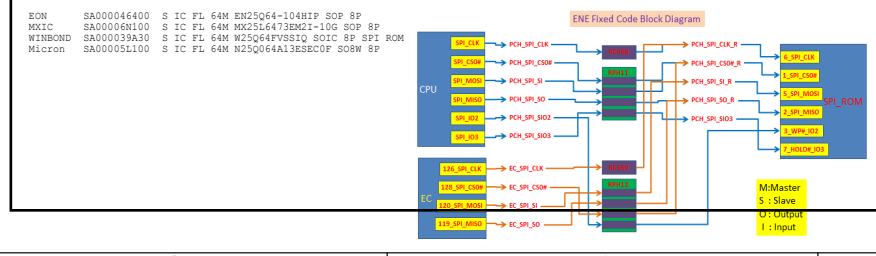 EON SA000046400 S IC FL 64M EN25Q64-104HIP SOP 8P
MXIC SA00006N100 S IC FL 64M MX25L6473EM2I-10G SOP 8P
WINBOND SA000039A30 S IC FL 64M W25Q64FVSSIQ SOIC 8P SPI ROM
Micron SA00005L100 S IC FL 64M N25Q064A13ESEC0F SO8W 8P
ENE Fixed Code Block Diagram
CPU
SPI_CLK PCH_SPI_CLK PCH_SPI_CLK_R 6_SPI_CLK
SPI_CS0# PCH_SPI_CS0# RPH11 PCH_SPI_CS0#_R 1_SPI_CS0#
SPI_MOSI PCH_SPI_SI PCH_SPI_SI_R 5_SPI_MOSI
SPI_MISO PCH_SPI_SO PCH_SPI_SO_R 2_SPI_MISO
SPI_IO2 PCH_SPI_SIO2 PCH_SPI_SIO3 3_WP#_IO2
SPI_IO3 PCH_SPI_SIO3 7_HOLD#_IO3
SPI_ROM
EC
126_SPI_CLK EC_SPI_CLK
128_SPI_CS0# EC_SPI_CS0# RPH12
120_SPI_MOSI EC_SPI_SI
119_SPI_MISO EC_SPI_SO
M:Master
S : Slave
O : Output
I : Input